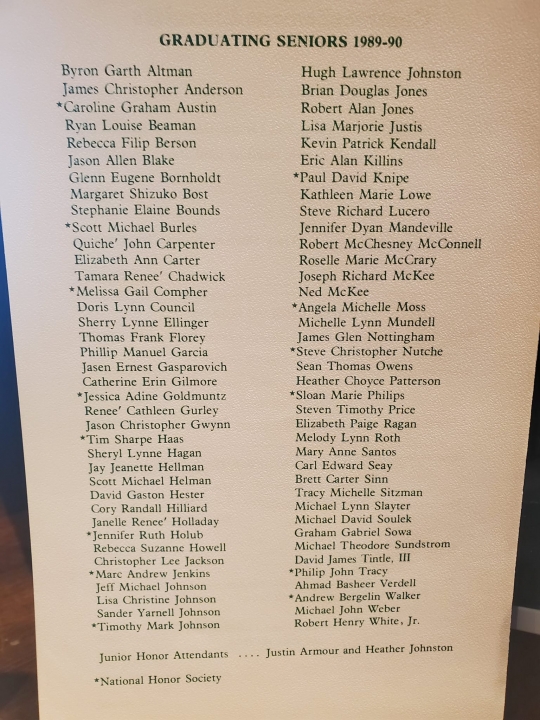 GRADUATING SENIORS 1989-90
Byron Garth Altman
James Christopher Anderson
*Caroline Graham Austin
Ryan Louise Beaman
Rebecca Filip Berson
Jason Allen Blake
Glenn Eugene Bornholdt
Margaret Shizuko Bost
Stephanie Elaine Bounds
*Scott Michael Burles
Quiche' John Carpenter
Elizabeth Ann Carter
Tamara Renee' Chadwick
*Melissa Gail Compher
Doris Lynn Council
Sherry Lynne Ellinger
Thomas Frank Florey
Phillip Manuel Garcia
Jasen Ernest Gasparovich
Catherine Erin Gilmore
*Jessica Adine Goldmuntz
Renee' Cathleen Gurley
Jason Christopher Gwynn
*Tim Sharpe Haas
Sheryl Lynne Hagan
Jay Jeanette Hellman
Scott Michael Helman
David Gaston Hester
Cory Randall Hilliard
Janelle Renee' Holladay
*Jennifer Ruth Holub
Rebecca Suzanne Howell
Christopher Lee Jackson
*Marc Andrew Jenkins
Jeff Michael Johnson
Lisa Christine Johnson
Sander Yarnell Johnson
*Timothy Mark Johnson
Hugh Lawrence Johnston
Brian Douglas Jones
Robert Alan Jones
Lisa Marjorie Justis
Kevin Patrick Kendall
Eric Alan Killins
*Paul David Knipe
Kathleen Marie Lowe
Steve Richard Lucero
Jennifer Dyan Mandeville
Robert McChesney McConnell
Roselle Marie McCrary
Joseph Richard McKee
Ned McKee
*Angela Michelle Moss
Michelle Lynn Mundell
James Glen Nottingham
*Steve Christopher Nutche
Sean Thomas Owens
Heather Choyce Patterson
*Sloan Marie Philips
Steven Timothy Price
Elizabeth Paige Ragan
Melody Lynn Roth
Mary Anne Santos
Carl Edward Seay
Brett Carter Sinn
Tracy Michelle Sitzman
Michael Lynn Slayter
Michael David Soulek
Graham Gabriel Sowa
Michael Theodore Sundstrom
David James Tintle, III
*Philip John Tracy
Ahmad Basheer Verdell
*Andrew Bergelin Walker
Michael John Weber
Robert Henry White, Jr.
Junior Honor Attendants .... Justin Armour and Heather Johnston
*National Honor Society